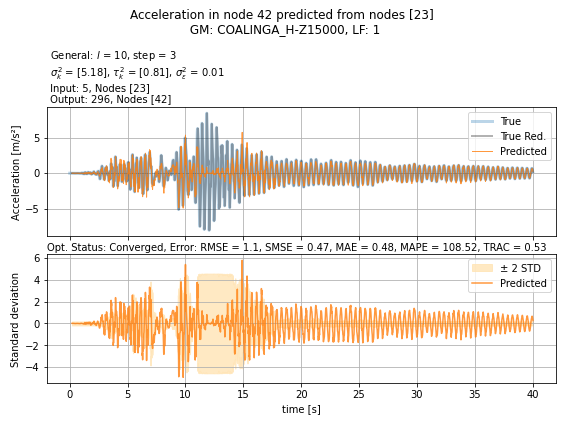 Acceleration in node 42 predicted from nodes [23]
GM: COALINGA_H-Z15000, LF: 1
General: l = 10, step = 3
σ²ₖ = [5.18], τ²ₖ = [0.81], σ²ε = 0.01
Input: 5, Nodes [23]
Output: 296, Nodes [42]
Acceleration [m/s²]
5
0
−5
True
True Red.
Predicted
Opt. Status: Converged, Error: RMSE = 1.1, SMSE = 0.47, MAE = 0.48, MAPE = 108.52, TRAC = 0.53
Standard deviation
6
4
2
0
−2
−4
± 2 STD
Predicted
0 5 10 15 20 25 30 35 40
time [s]